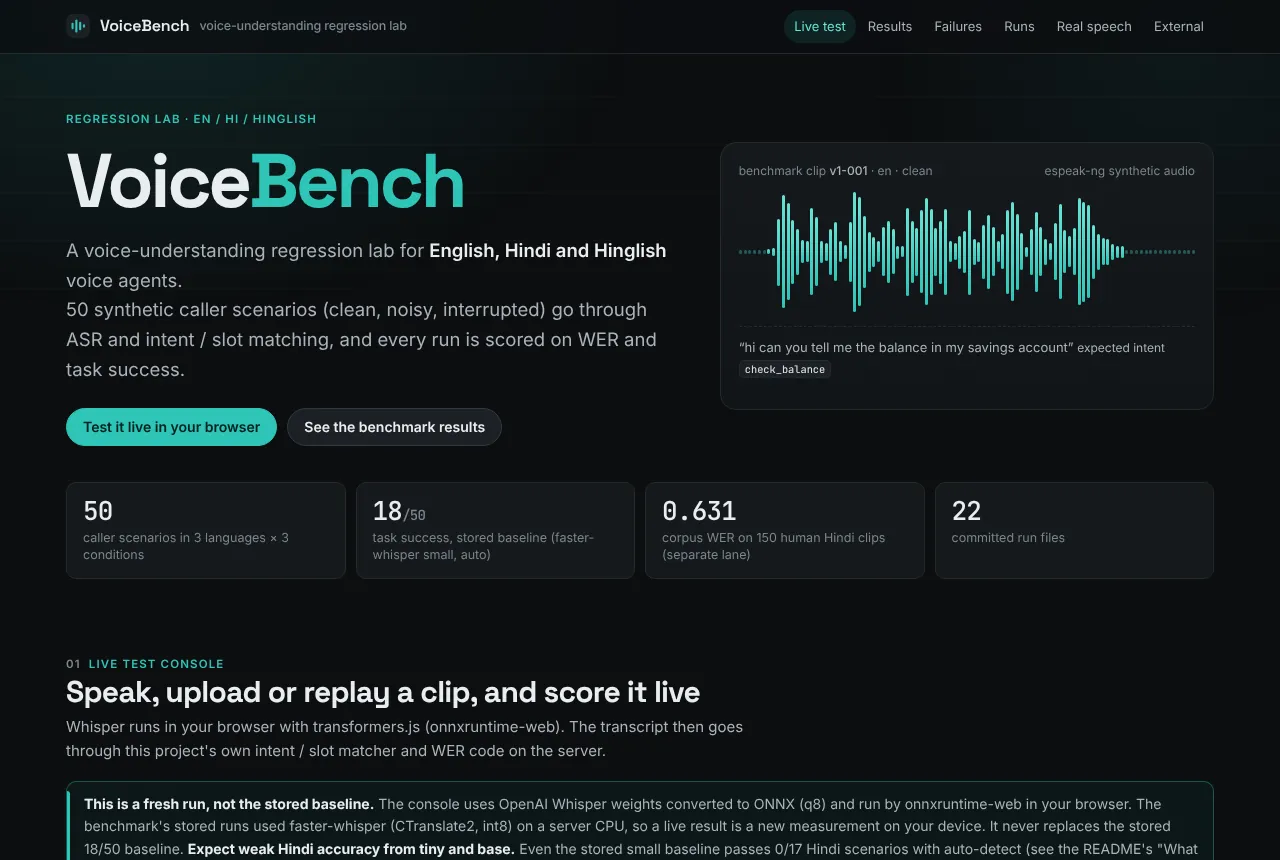 VoiceBench voice-understanding regression lab
Live test Results Failures Runs Real speech External
REGRESSION LAB · EN / HI / HINGLISH
VoiceBench
A voice-understanding regression lab for English, Hindi and Hinglish
voice agents.
50 synthetic caller scenarios (clean, noisy, interrupted) go through
ASR and intent / slot matching, and every run is scored on WER and
task success.
Test it live in your browser See the benchmark results
benchmark clip v1-001 · en · clean espeak-ng synthetic audio
“hi can you tell me the balance in my savings account” expected intent
check_balance
50
caller scenarios in 3 languages × 3
conditions
18/50
task success, stored baseline (faster-
whisper small, auto)
0.631
corpus WER on 150 human Hindi clips
(separate lane)
22
committed run files
01 LIVE TEST CONSOLE
Speak, upload or replay a clip, and score it live
Whisper runs in your browser with transformers.js (onnxruntime-web). The transcript then goes
through this project's own intent / slot matcher and WER code on the server.
This is a fresh run, not the stored baseline. The console uses OpenAI Whisper weights converted to ONNX (q8) and run by onnxruntime-web in your browser. The
benchmark's stored runs used faster-whisper (CTranslate2, int8) on a server CPU, so a live result is a new measurement on your device. It never replaces the stored
18/50 baseline. Expect weak Hindi accuracy from tiny and base. Even the stored small baseline passes 0/17 Hindi scenarios with auto-detect (see the README's "What